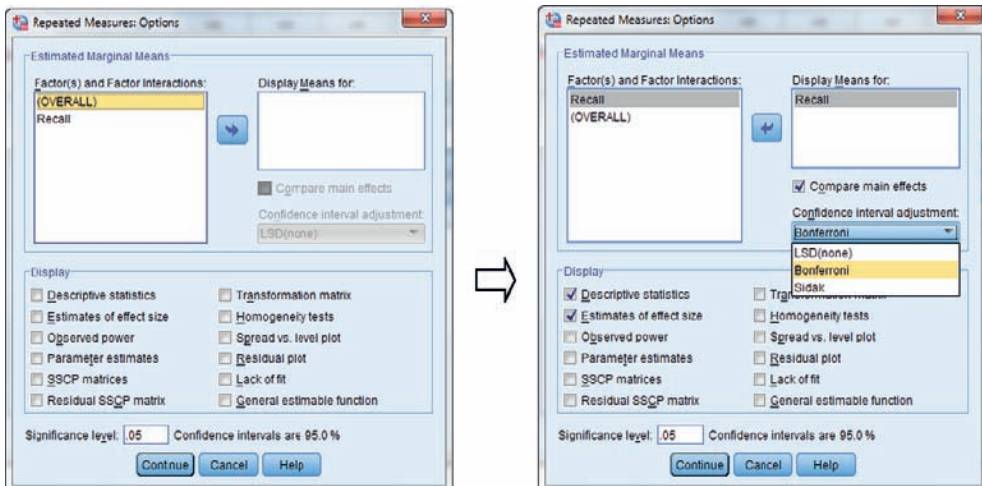 Repeated Measures: Options
Estimated Marginal Means
Factor(s) and Factor Interactions:
Display Means for:
(OVERALL)
Recall
Compare main effects
Confidence interval adjustment:
LSD(none)
Display
Descriptive statistics
Transformation matrix
Estimates of effect size
Homogeneity tests
Observed power
Spread vs. level plot
Parameter estimates
Residual plot
SSCP matrices
Lack of fit
Residual SSCP matrix
General estimable function
Significance level: .05 Confidence intervals are 95.0 %
Continue Cancel Help
Repeated Measures: Options
Estimated Marginal Means
Factor(s) and Factor Interactions:
Display Means for:
Recall
(OVERALL)
Recall
Compare main effects
Confidence interval adjustment:
Bonferroni
LSD(none)
Bonferroni
Sidak
Display
Descriptive statistics
Transformation matrix
Estimates of effect size
Homogeneity tests
Observed power
Spread vs. level plot
Parameter estimates
Residual plot
SSCP matrices
Lack of fit
Residual SSCP matrix
General estimable function
Significance level: .05 Confidence intervals are 95.0 %
Continue Cancel Help